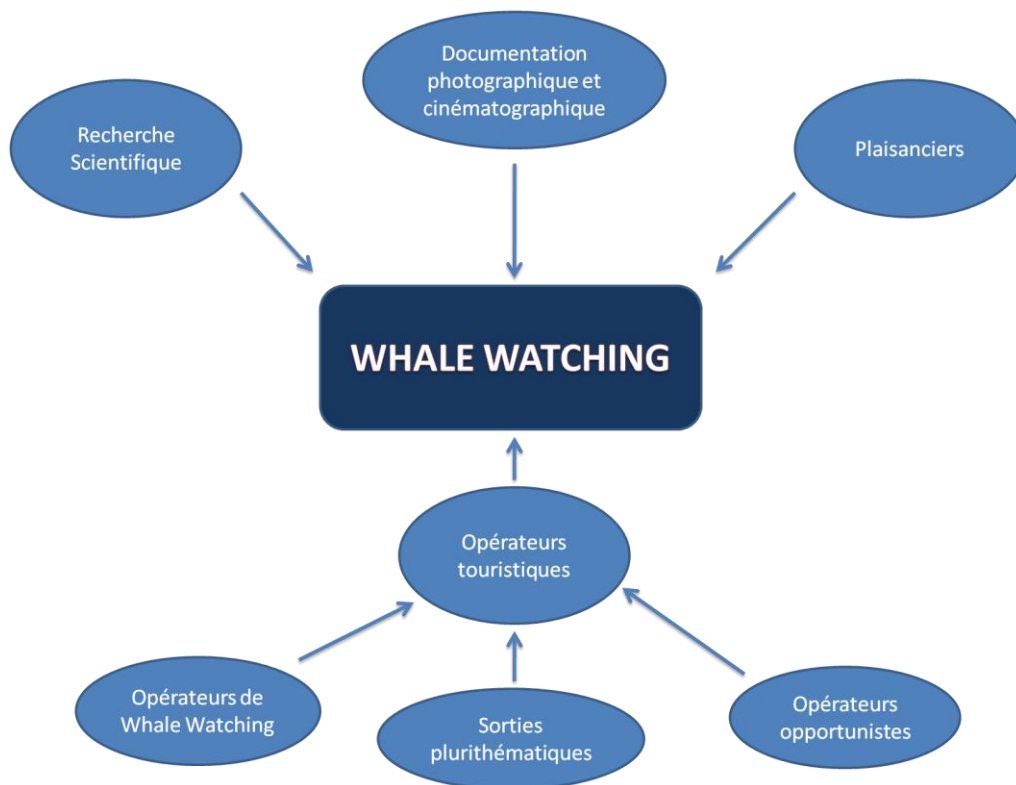 Documentation
photographique et
cinématographique
Recherche
Scientifique
Plaisanciers
WHALE WATCHING
Opérateurs
touristiques
Opérateurs de
Whale Watching
Sorties
plurithématiques
Opérateurs
opportunistes